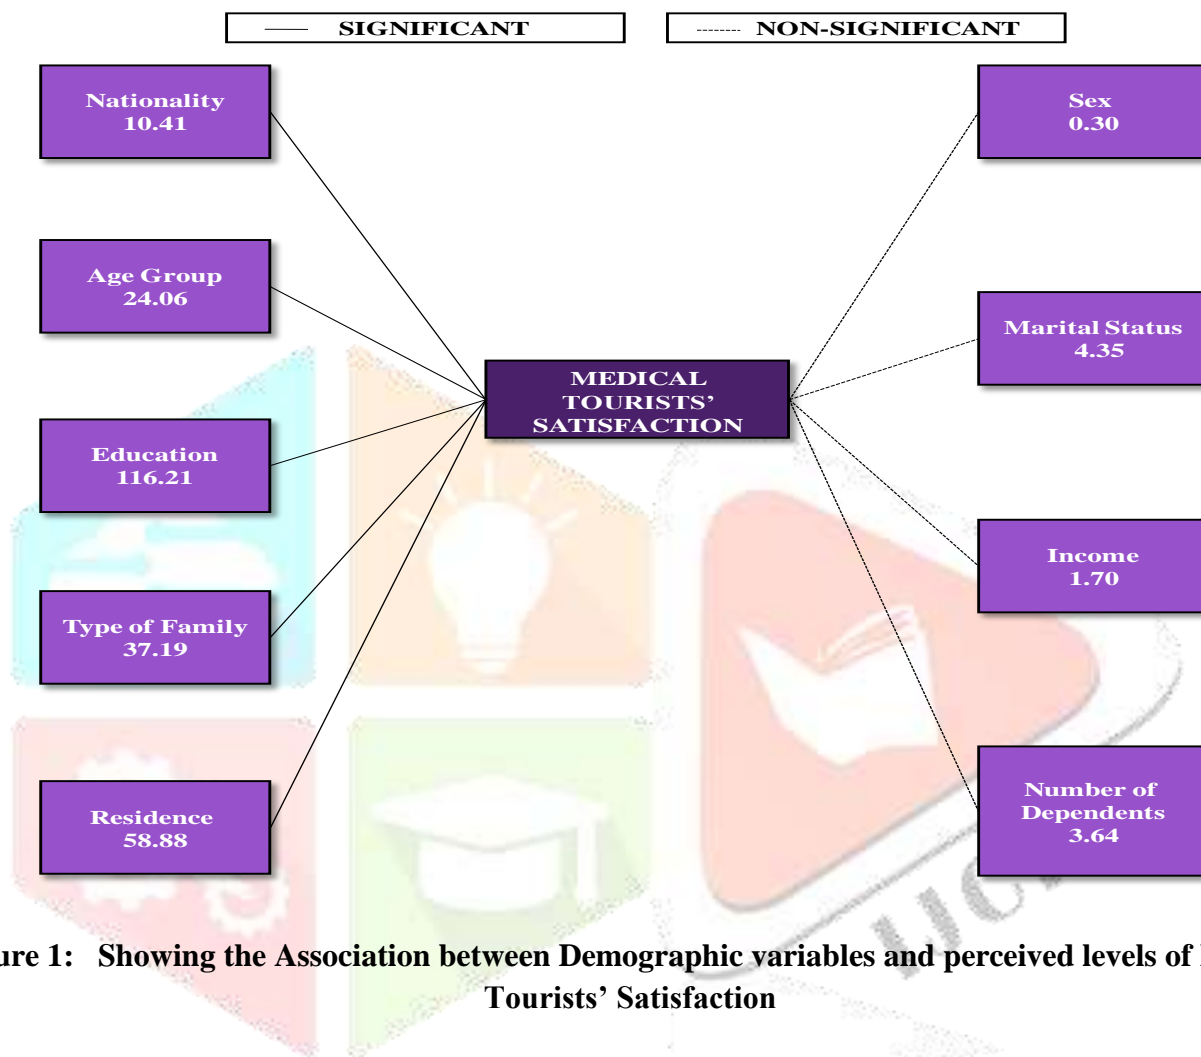 SIGNIFICANT
NON-SIGNIFICANT
Nationality
10.41
Age Group
24.06
Education
116.21
Type of Family
37.19
Residence
58.88
MEDICAL
TOURISTS’
SATISFACTION
Sex
0.30
Marital Status
4.35
Income
1.70
Number of
Dependents
3.64
ure 1: Showing the Association between Demographic variables and perceived levels of
Tourists’ Satisfaction